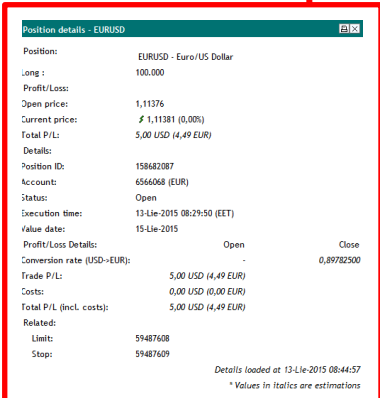 Position details - EURUSD
Position: EURUSD - Euro/US Dollar
Long : 100.000
Profit/Loss:
Open price: 1,11376
Current price: 1,11381 (0,00%)
Total P/L: 5,00 USD (4,49 EUR)
Details:
Position ID: 158682087
Account: 6566068 (EUR)
Status: Open
Execution time: 13-Lie-2015 08:29:50 (EET)
Value date: 15-Lie-2015
Profit/Loss Details: Open Close
Conversion rate (USD->EUR): - 0,89782500
Trade P/L: 5,00 USD (4,49 EUR)
Costs: 0,00 USD (0,00 EUR)
Total P/L (incl. costs): 5,00 USD (4,49 EUR)
Related:
Limit: 59487608
Stop: 59487609
Details loaded at 13-Lie-2015 08:44:57
* Values in italics are estimations